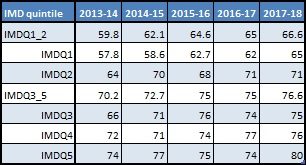 IMD quintile 2013-14 2014-15 2015-16 2016-17 2017-18
IMDQ1_2 59.8 62.1 64.6 65 66.6
IMDQ1 57.8 58.6 62.7 62 65
IMDQ2 64 70 68 71 71
IMDQ3_5 70.2 72.7 75 75 76.6
IMDQ3 66 71 76 74 75
IMDQ4 72 71 74 77 76
IMDQ5 74 77 75 74 80